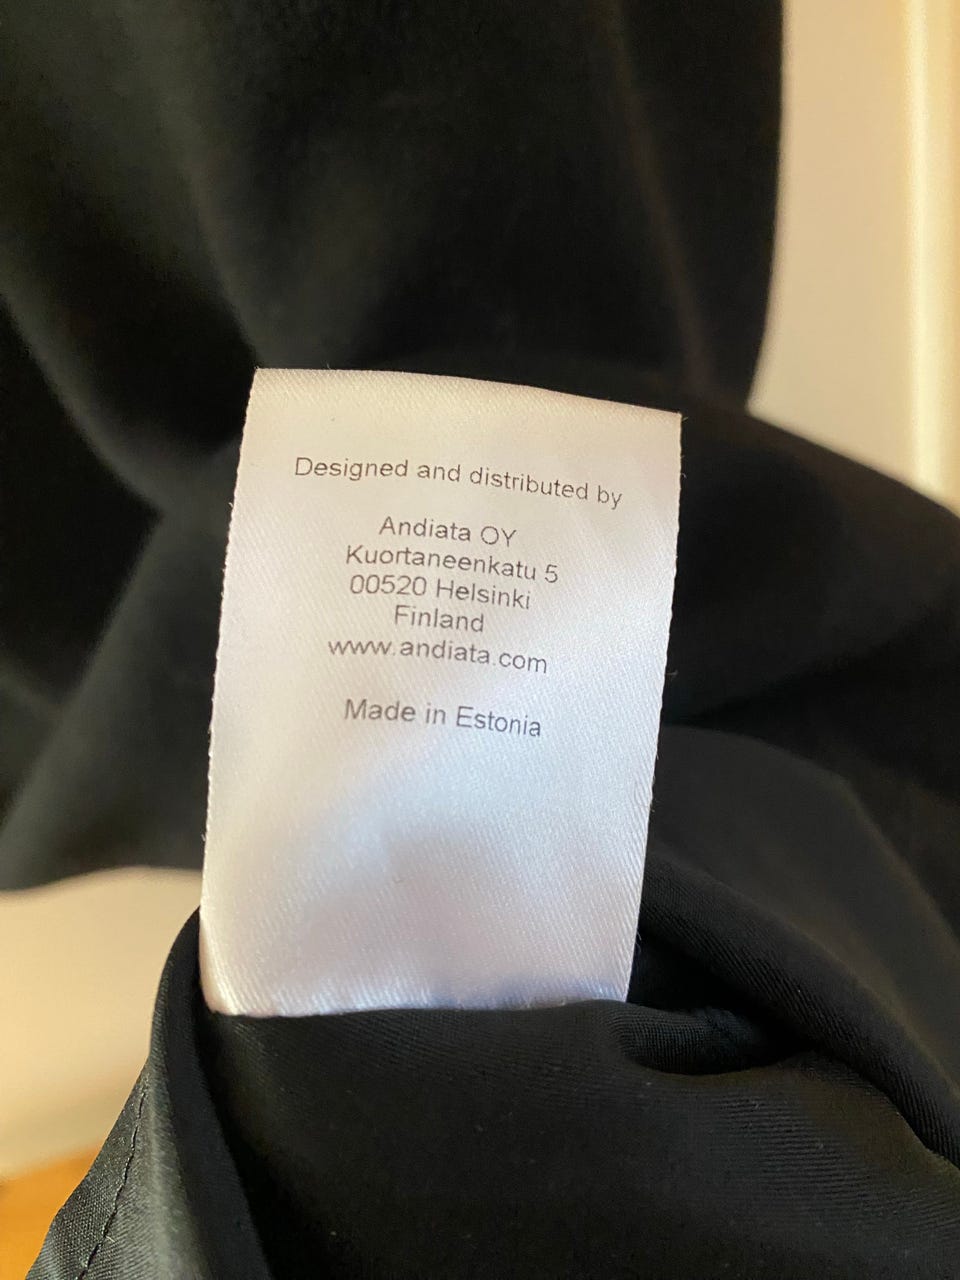 Designed and distributed by
Andiata OY
Kuortaneenkatu 5
00520 Helsinki
Finland
www.andiata.com
Made in Estonia